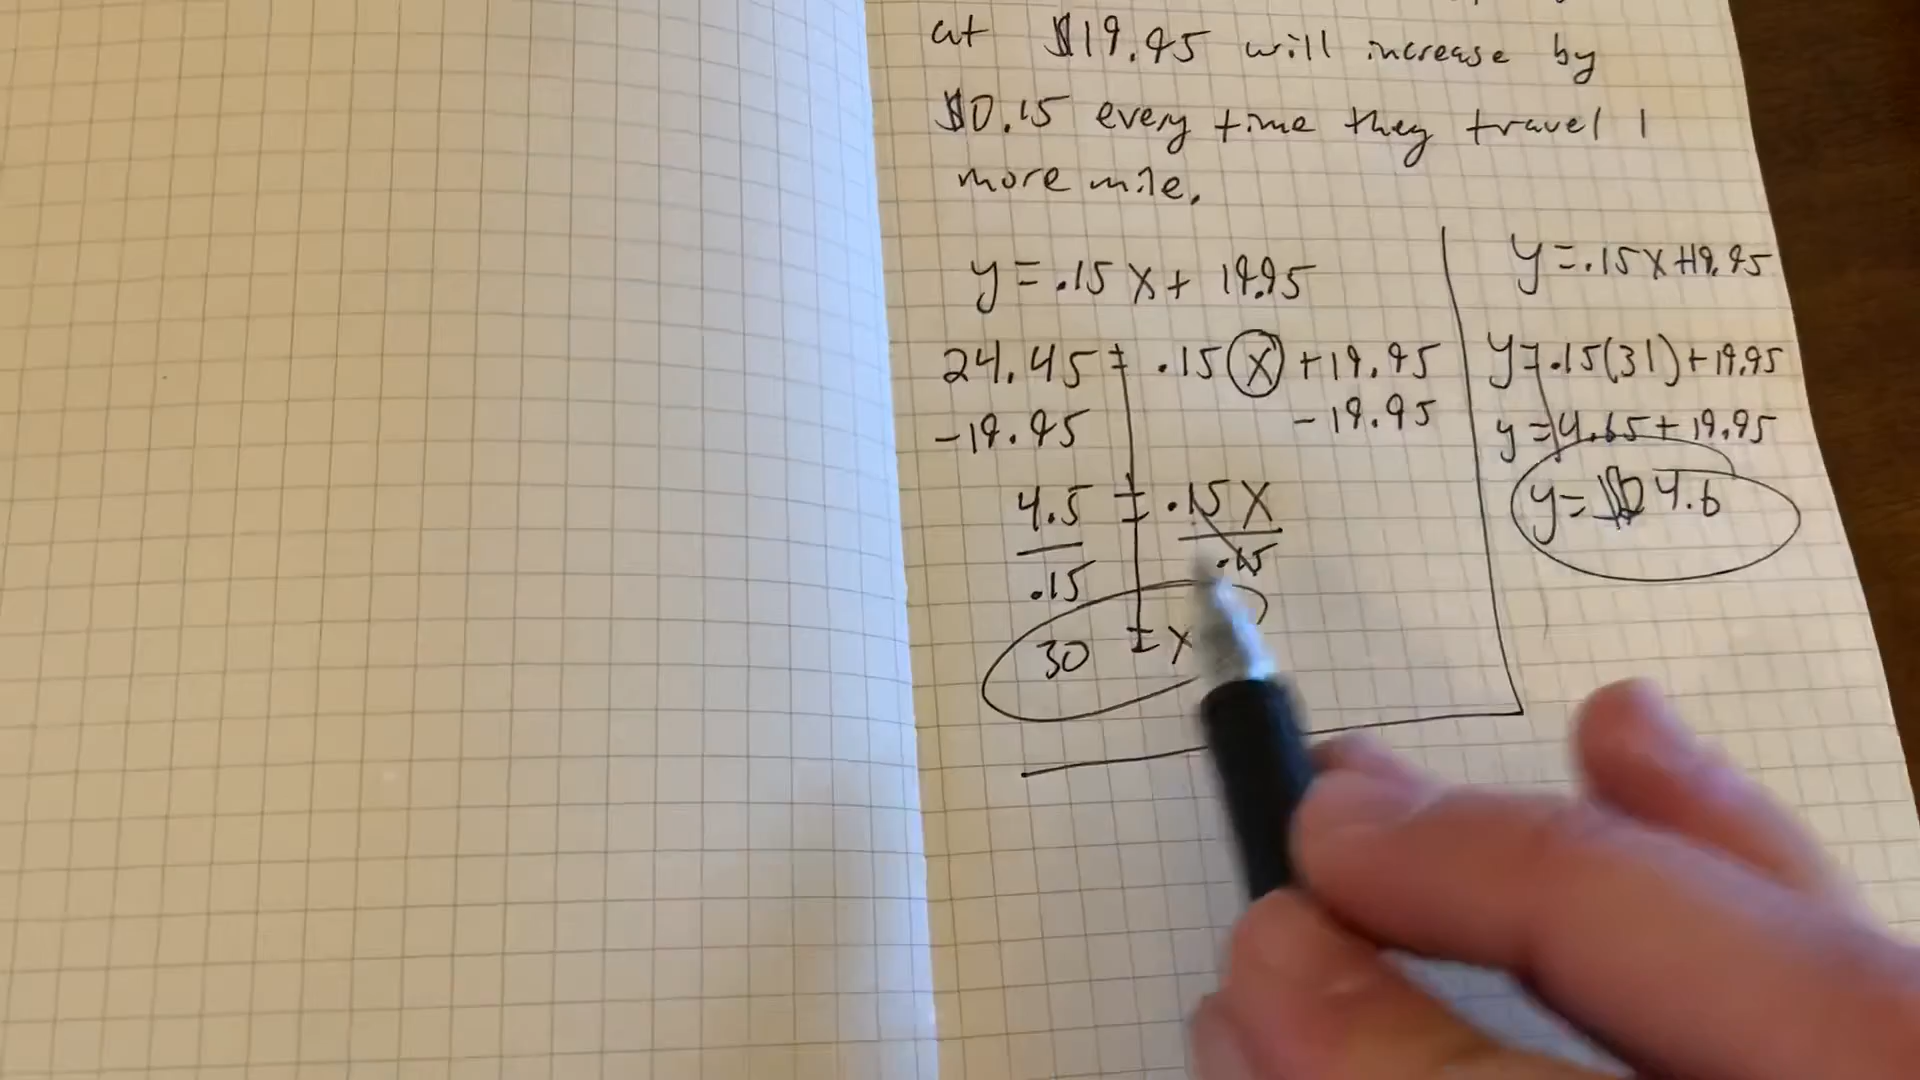 at $19.95 will increase by
$0.15 every time they travel 1
more mile.
y = .15x + 19.95
24.45 = .15x + 19.95
-19.95 -19.95
4.5 = .15x
.15 .15
30 = x
y = .15x + 19.95
y = .15(31) + 19.95
y = 4.65 + 19.95
y = $24.6